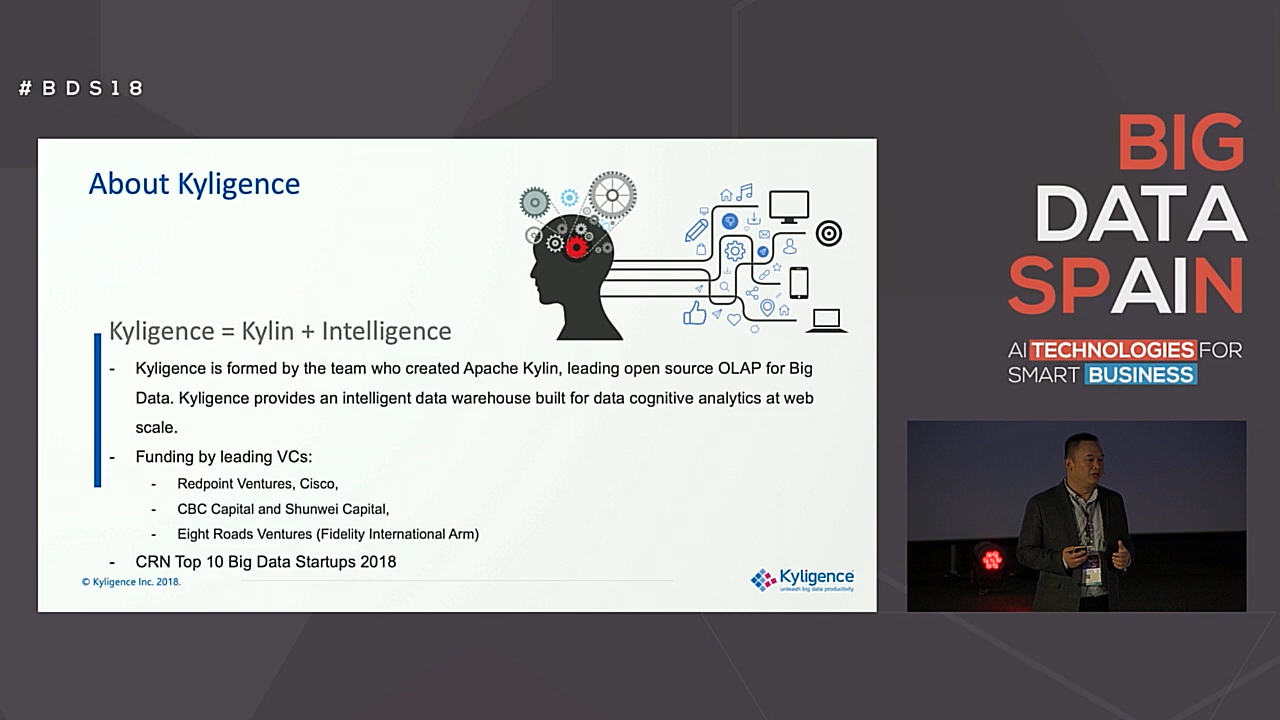 #BDS18
About Kyligence
Kyligence = Kylin + Intelligence
- Kyligence is formed by the team who created Apache Kylin, leading open source OLAP for Big
Data. Kyligence provides an intelligent data warehouse built for data cognitive analytics at web
scale.
- Funding by leading VCs:
- Redpoint Ventures, Cisco,
- CBC Capital and Shunwei Capital,
- Eight Roads Ventures (Fidelity International Arm)
- CRN Top 10 Big Data Startups 2018
© Kyligence Inc. 2018.
Kyligence
unleash big data productivity
BIG
DATA
SPAIN
AI TECHNOLOGIES FOR
SMART BUSINESS